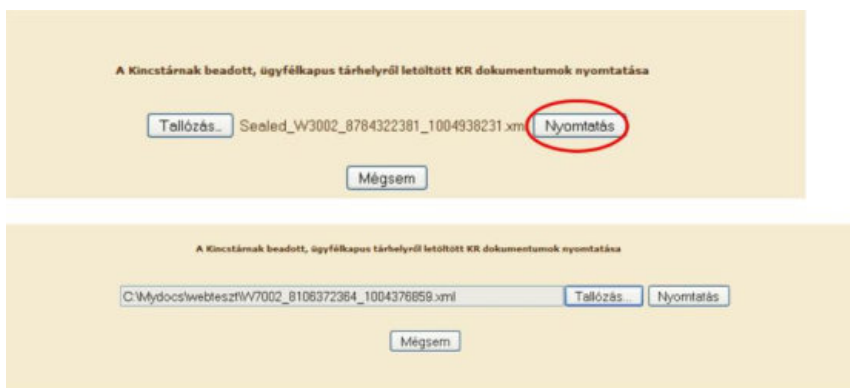 A Kincstárnak beadott, ügyfélkapus tárhelyről letöltött KR dokumentumok nyomtatása
Tallózás... Sealed_W3002_8784322381_1004938231.xm Nyomtatás
Mégsem
A Kincstárnak beadott, ügyfélkapus tárhelyről letöltött KR dokumentumok nyomtatása
C:\Mydocs\webteszt\W7002_8106372364_1004376859.xml Tallózás... Nyomtatás
Mégsem